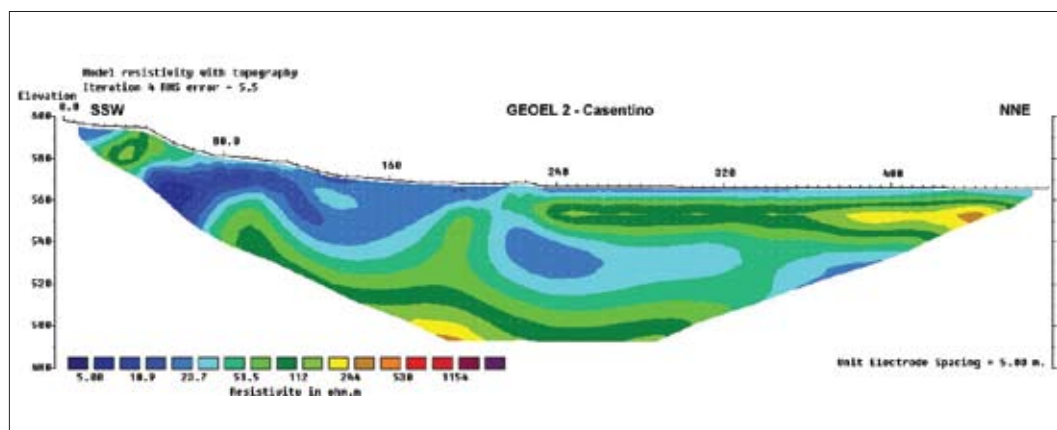 Model resistivity with topography
Iteration 4 RMS error = 5.5
Elevation
0.0 SSW GEOEL 2 - Casentino NNE
600
80.0
580
160
240 320 400
560
540
520
500
480
5.00 10.9 23.7 51.5 112 244 530 1154
Resistivity in ohm.m
Unit Electrode Spacing = 5.00 m.